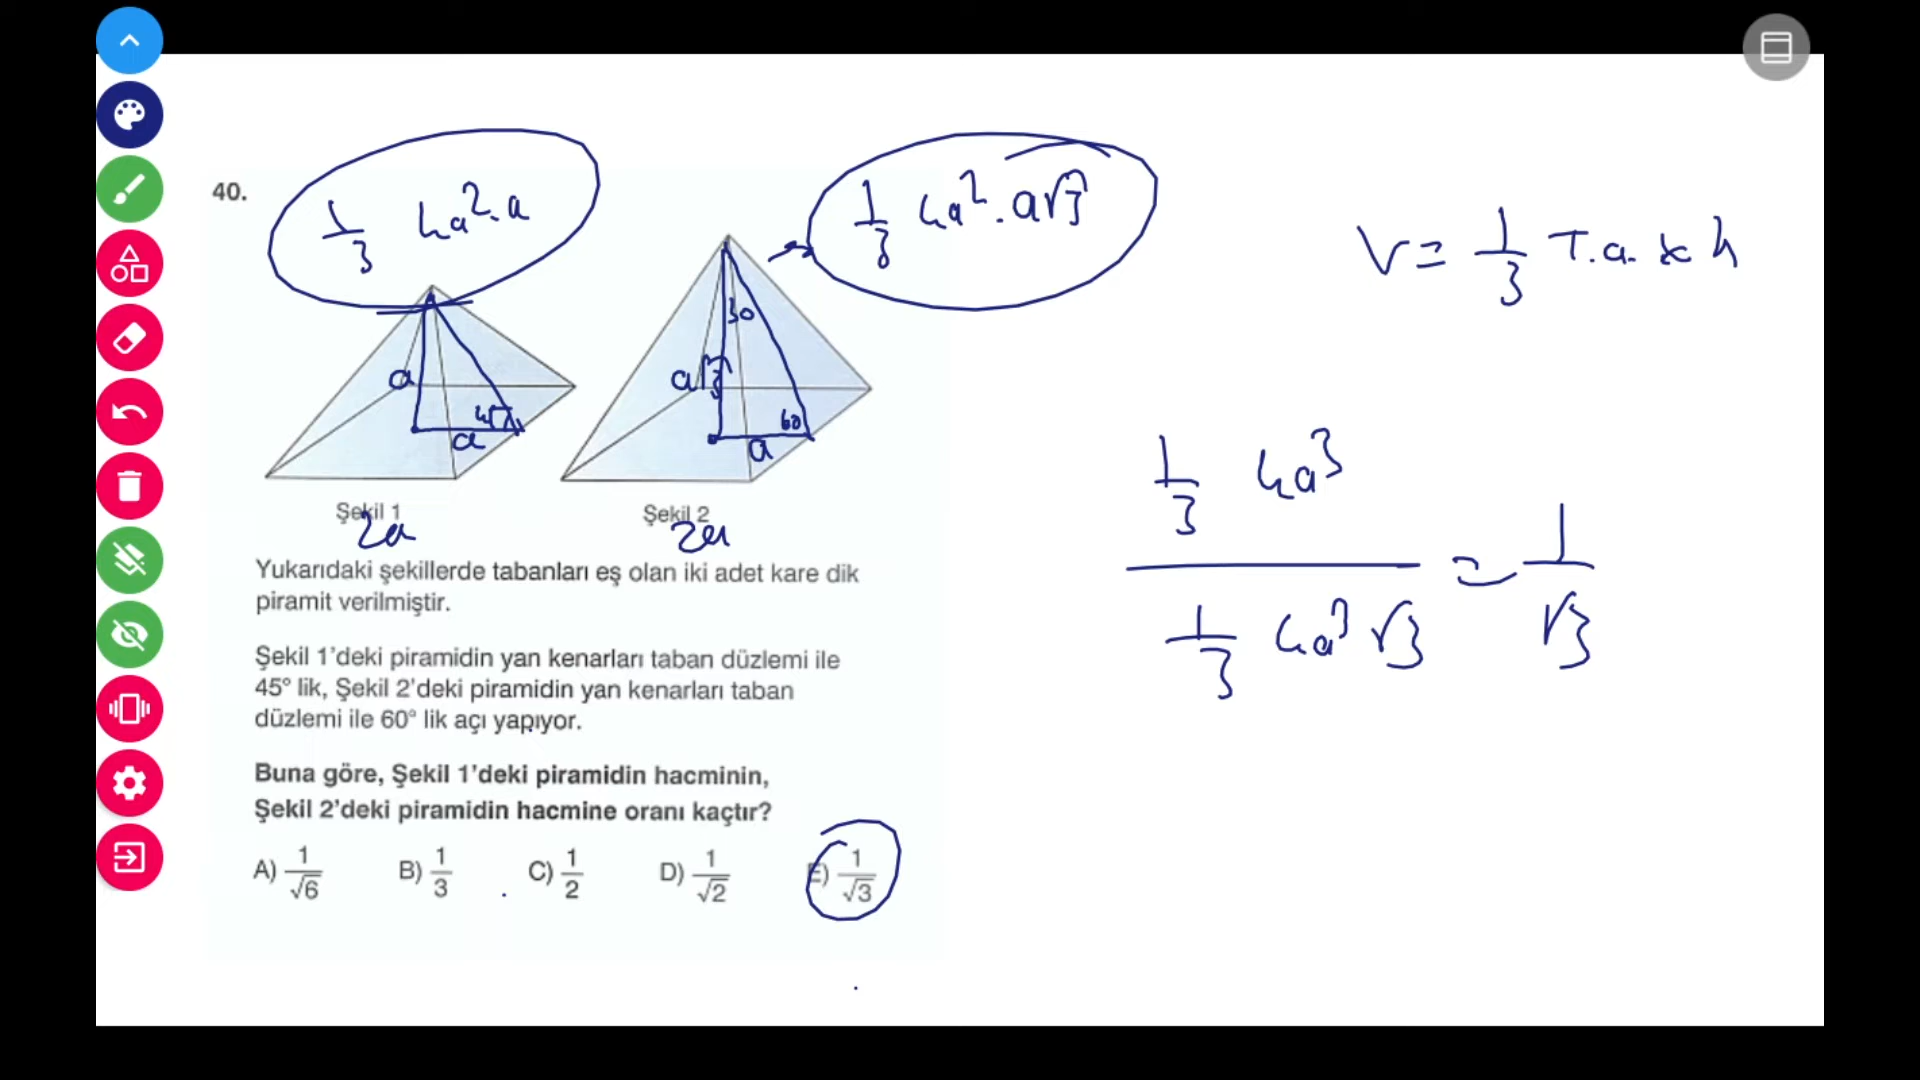 40.
1/3 4a².a
1/3 4a².a√3
V = 1/3 T.a. x h
30
a
a√3
45
60
a
a
Şekil 1
Şekil 2
2a
2a
1/3 4a³
1/3 4a³√3
= 1/√3
Yukarıdaki şekillerde tabanları eş olan iki adet kare dik
piramit verilmiştir.
Şekil 1'deki piramidin yan kenarları taban düzlemi ile
45° lik, Şekil 2'deki piramidin yan kenarları taban
düzlemi ile 60° lik açı yapıyor.
Buna göre, Şekil 1'deki piramidin hacminin,
Şekil 2'deki piramidin hacmine oranı kaçtır?
A) 1/√6 B) 1/3 C) 1/2 D) 1/√2 E) 1/√3